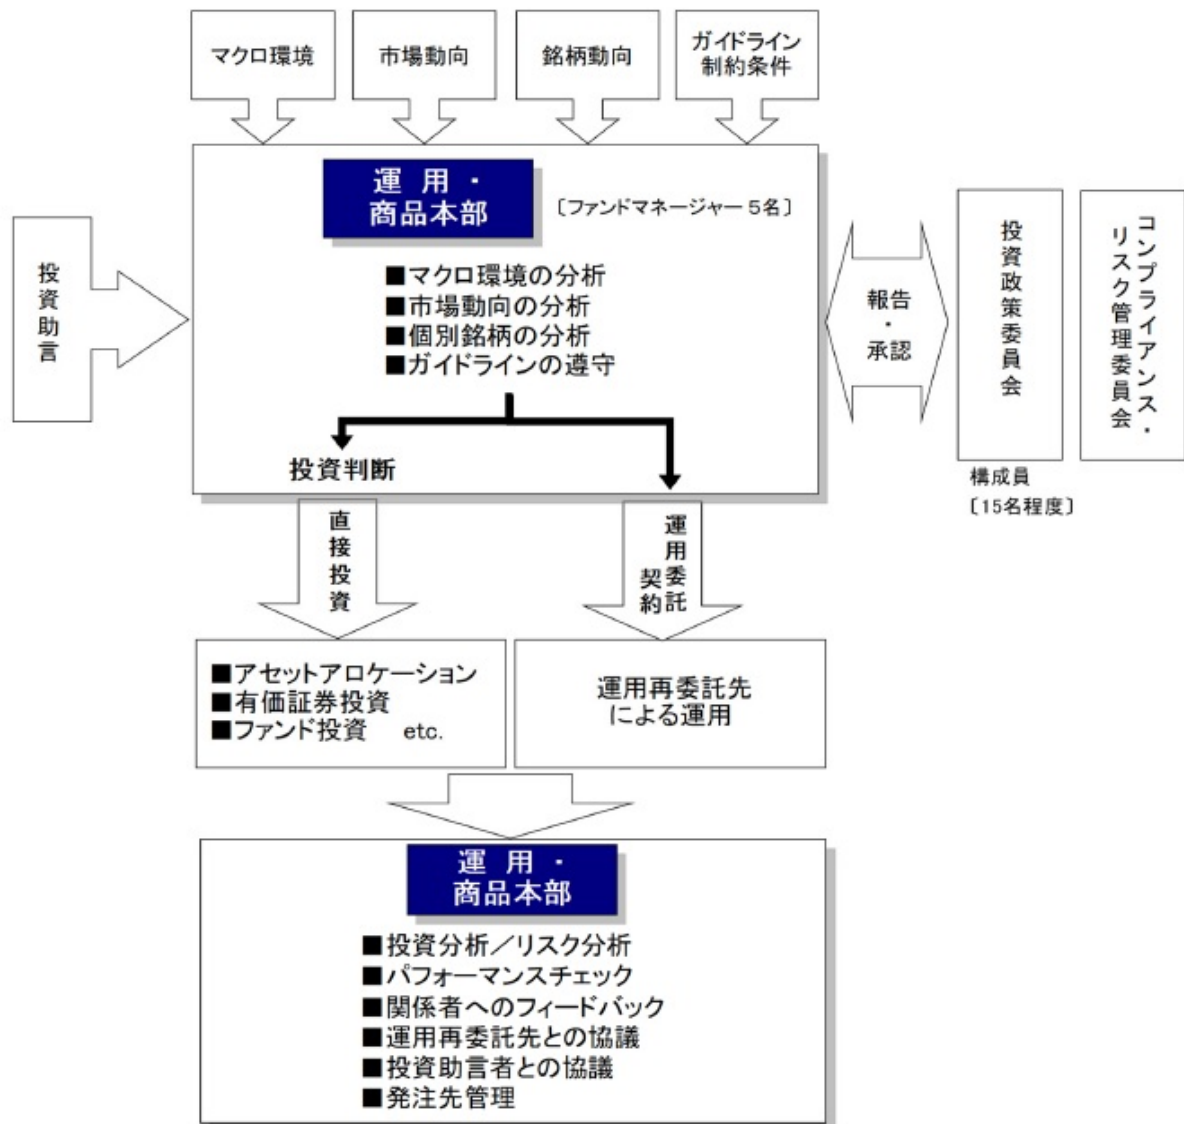 マクロ環境
市場動向
銘柄動向
ガイドライン
制約条件
運 用 ・
商品本部
〔ファンドマネージャー 5名〕
■マクロ環境の分析
■市場動向の分析
■個別銘柄の分析
■ガイドラインの遵守
投資判断
投資助言
報告
・
承認
投資政策委員会
コンプライアンス・
リスク管理委員会
構成員
〔15名程度〕
直接投資
運用委託
契約
■アセットアロケーション
■有価証券投資
■ファンド投資 etc.
運用再委託先
による運用
運 用 ・
商品本部
■投資分析／リスク分析
■パフォーマンスチェック
■関係者へのフィードバック
■運用再委託先との協議
■投資助言者との協議
■発注先管理